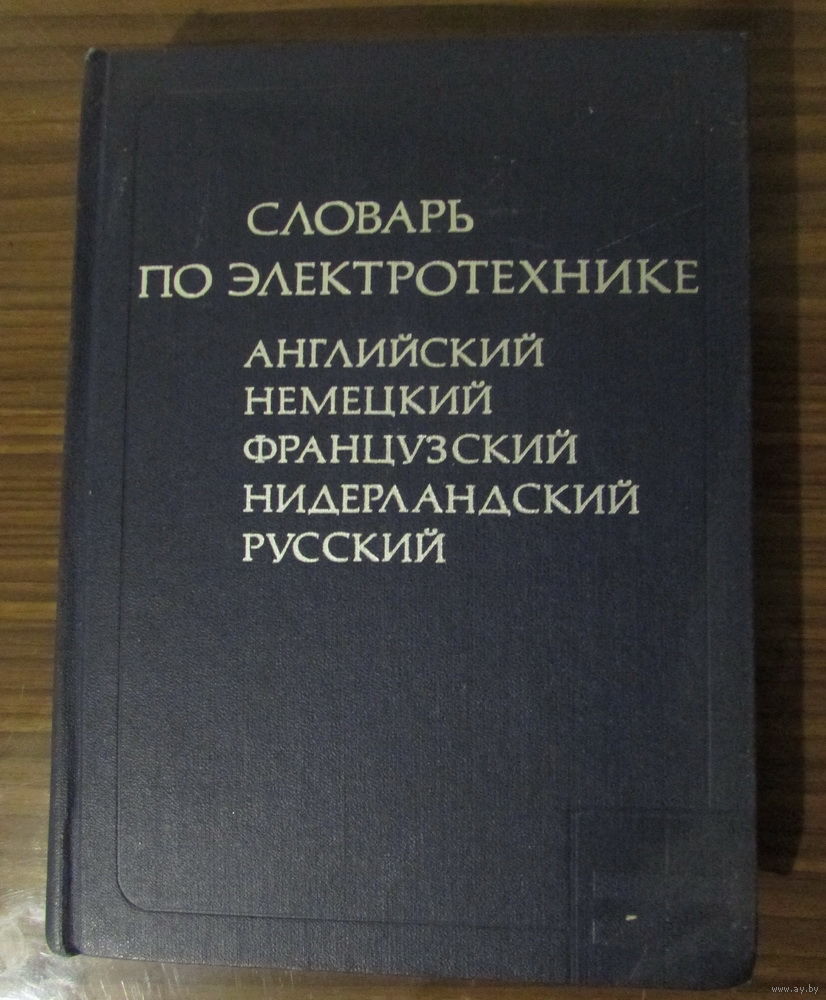 СЛОВАРЬ
ПО ЭЛЕКТРОТЕХНИКЕ
АНГЛИЙСКИЙ
НЕМЕЦКИЙ
ФРАНЦУЗСКИЙ
НИДЕРЛАНДСКИЙ
РУССКИЙ
www.ay.by